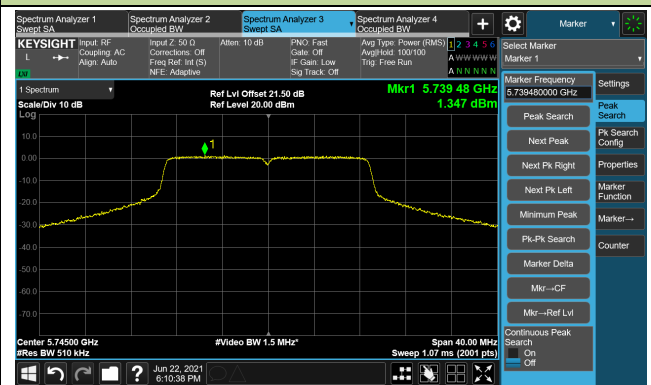 Spectrum Analyzer 1
Swept SA
Spectrum Analyzer 2
Occupied BW
Spectrum Analyzer 3
Swept SA
Spectrum Analyzer 4
Occupied BW
Marker
KEYSIGHT
L
Input: RF
Coupling: AC
Align: Auto
Input Z: 50 Ω
Corrections: Off
Freq Ref: Int (S)
NFE: Adaptive
Atten: 10 dB
PNO: Fast
Gate: Off
IF Gain: Low
Sig Track: Off
Avg Type: Power (RMS)
Avg|Hold: 100/100
Trig: Free Run
1 2 3 4 5 6
A W W W W W
A N N N N N
Select Marker
Marker 1
1 Spectrum
Scale/Div 10 dB
Log
Ref Lvl Offset 21.50 dB
Ref Level 20.00 dBm
Mkr1 5.739 48 GHz
1.347 dBm
10.0
0.00
-10.0
-20.0
-30.0
-40.0
-50.0
-60.0
-70.0
1
Center 5.74500 GHz
#Res BW 510 kHz
#Video BW 1.5 MHz*
Span 40.00 MHz
Sweep 1.07 ms (2001 pts)
Marker Frequency
5.739480000 GHz
Peak Search
Next Peak
Next Pk Right
Next Pk Left
Minimum Peak
Pk-Pk Search
Marker Delta
Mkr→CF
Mkr→Ref Lvl
Continuous Peak
Search
On
Off
Settings
Peak
Search
Pk Search
Config
Properties
Marker
Function
Marker→
Counter
Jun 22, 2021
6:10:38 PM